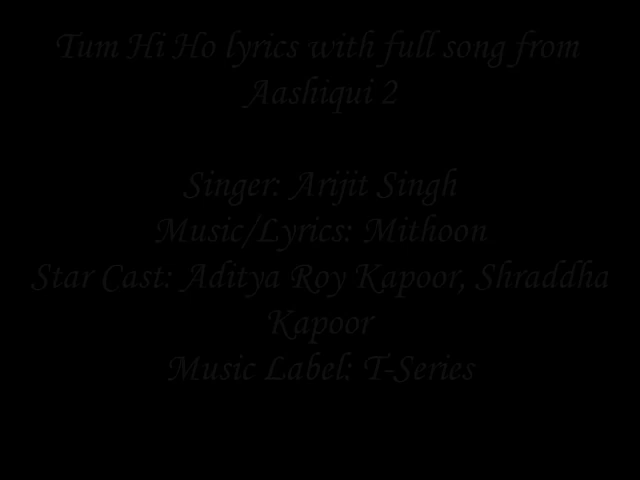 Tum Hi Ho lyrics with full song from
Aashiqui 2
Singer: Arijit Singh
Music/Lyrics: Mithoon
Star Cast: Aditya Roy Kapoor, Shraddha
Kapoor
Music Label: T-Series